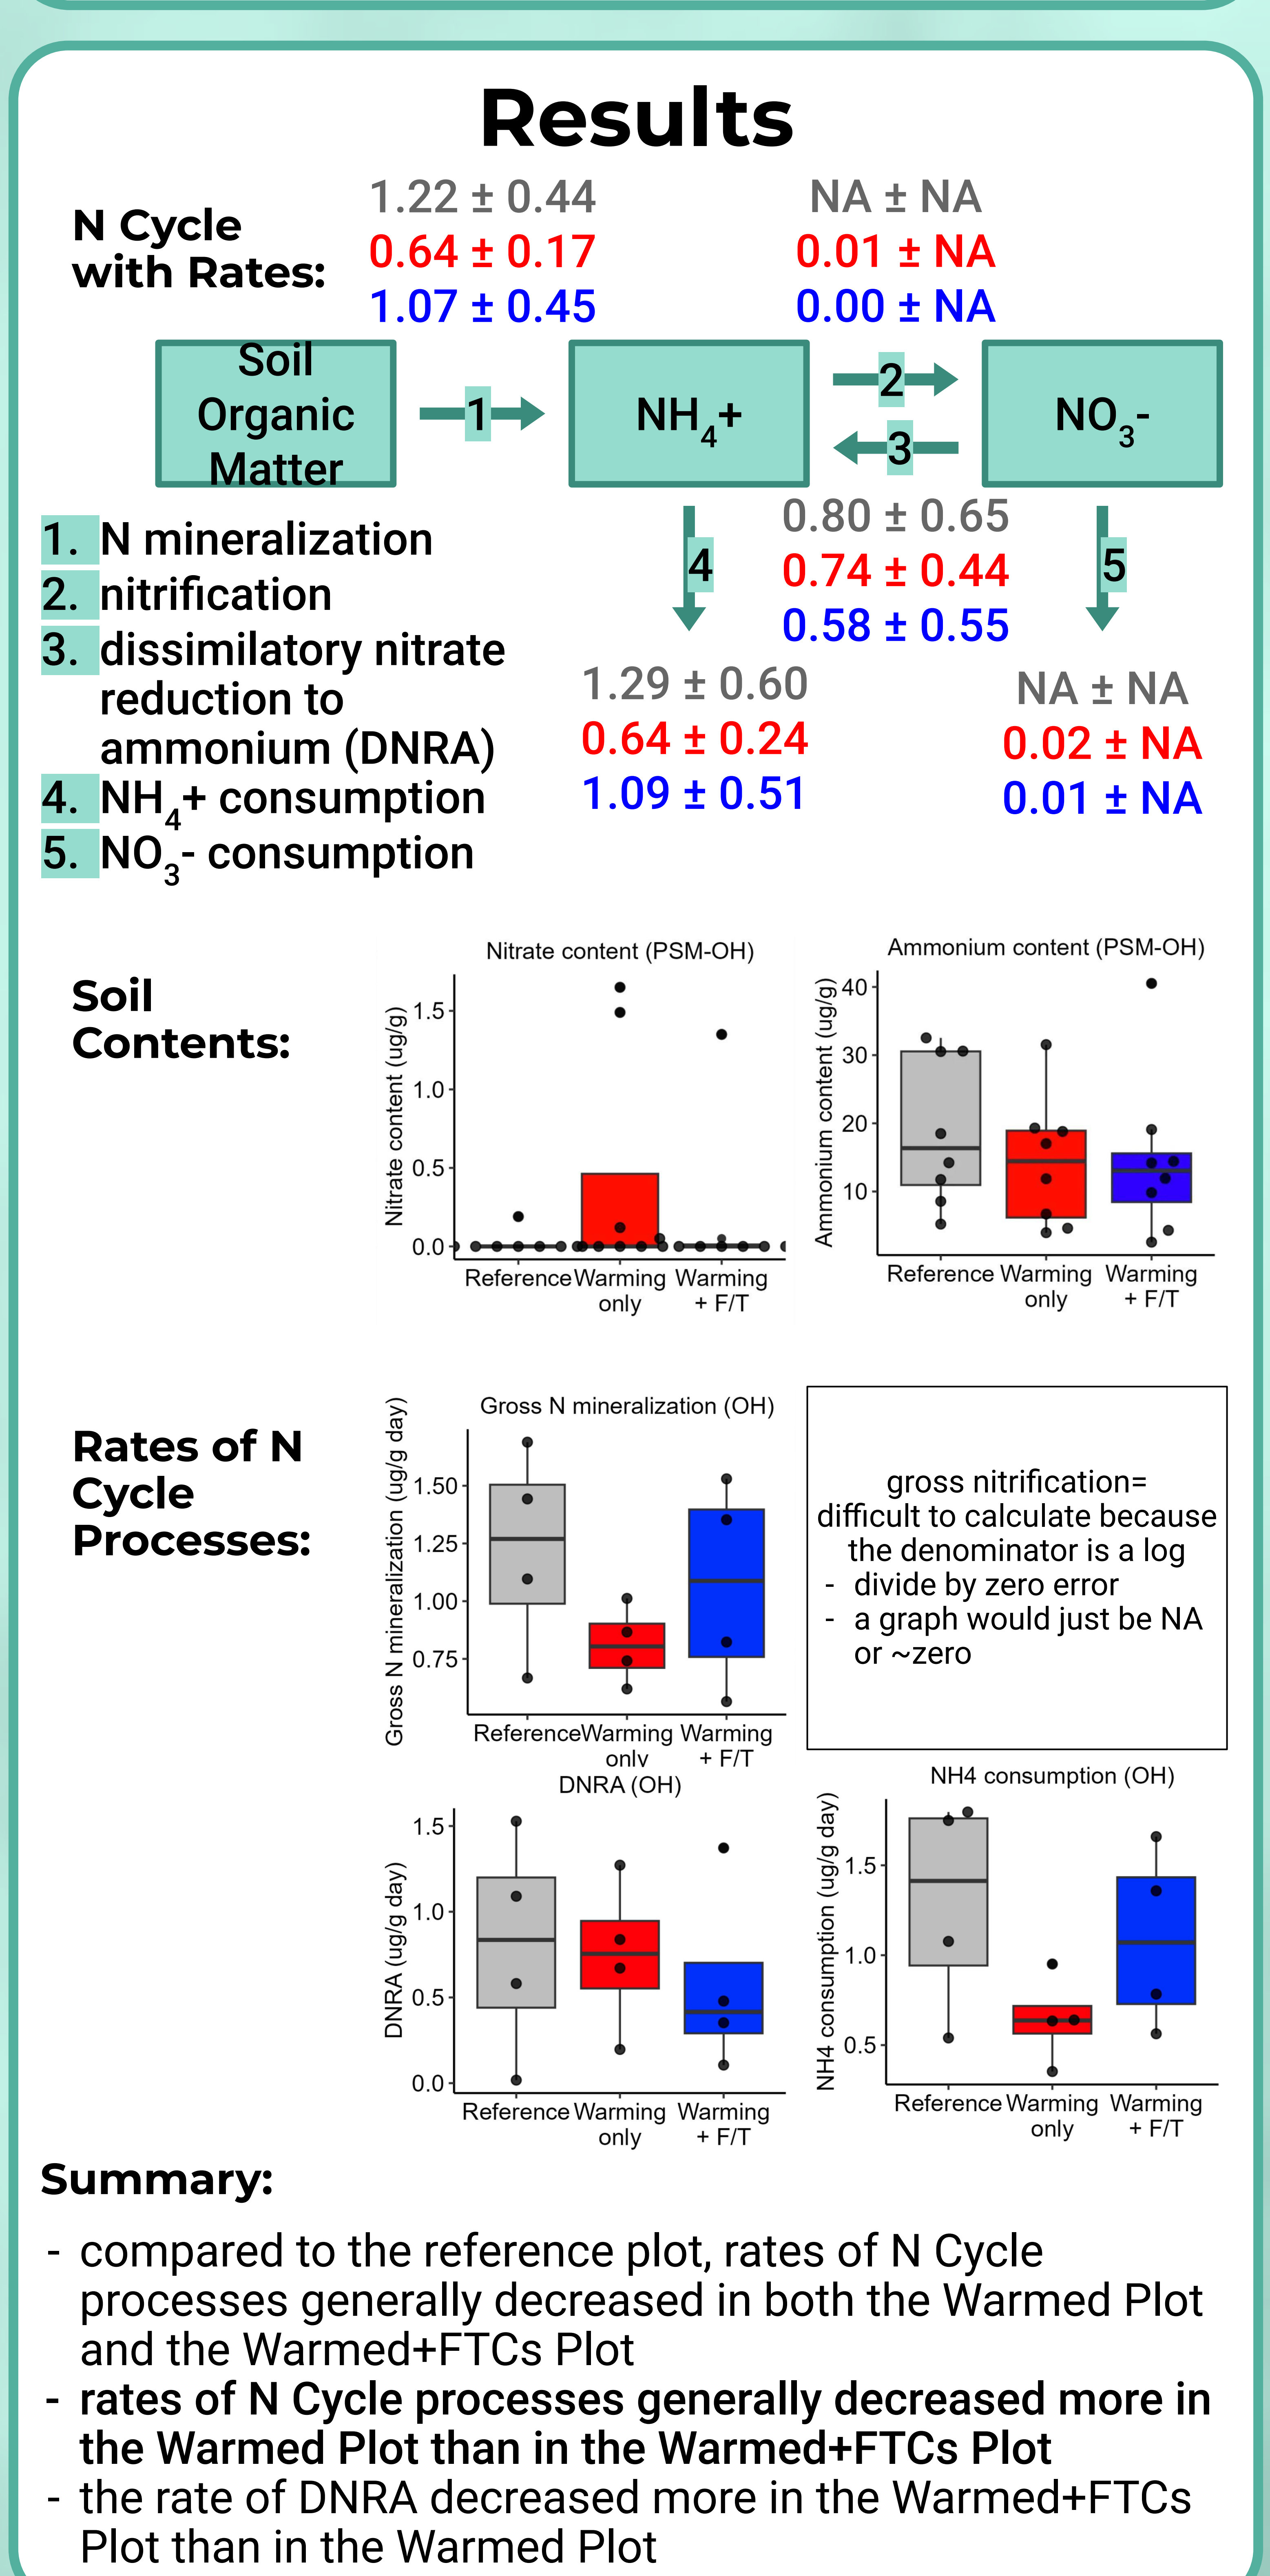 Results
N Cycle
with Rates:
1.22 ± 0.44
0.64 ± 0.17
1.07 ± 0.45
NA ± NA
0.01 ± NA
0.00 ± NA
Soil
Organic
Matter
1
NH4+
2
3
NO3-
0.80 ± 0.65
0.74 ± 0.44
0.58 ± 0.55
4
5
1.29 ± 0.60
0.64 ± 0.24
1.09 ± 0.51
NA ± NA
0.02 ± NA
0.01 ± NA
1. N mineralization
2. nitrification
3. dissimilatory nitrate
reduction to
ammonium (DNRA)
4. NH4+ consumption
5. NO3- consumption
Soil
Contents:
Nitrate content (PSM-OH)
Nitrate content (ug/g)
1.5
1.0
0.5
0.0
Reference Warming Warming
only + F/T
Ammonium content (PSM-OH)
Ammonium content (ug/g)
40
30
20
10
Reference Warming Warming
only + F/T
Rates of N
Cycle
Processes:
Gross N mineralization (OH)
Gross N mineralization (ug/g day)
1.50
1.25
1.00
0.75
Reference Warming Warming
only + F/T
gross nitrification=
difficult to calculate because
the denominator is a log
- divide by zero error
- a graph would just be NA
or ~zero
DNRA (OH)
DNRA (ug/g day)
1.5
1.0
0.5
0.0
Reference Warming Warming
only + F/T
NH4 consumption (OH)
NH4 consumption (ug/g day)
1.5
1.0
0.5
Reference Warming Warming
only + F/T
Summary:
- compared to the reference plot, rates of N Cycle
processes generally decreased in both the Warmed Plot
and the Warmed+FTCs Plot
- rates of N Cycle processes generally decreased more in
the Warmed Plot than in the Warmed+FTCs Plot
- the rate of DNRA decreased more in the Warmed+FTCs
Plot than in the Warmed Plot